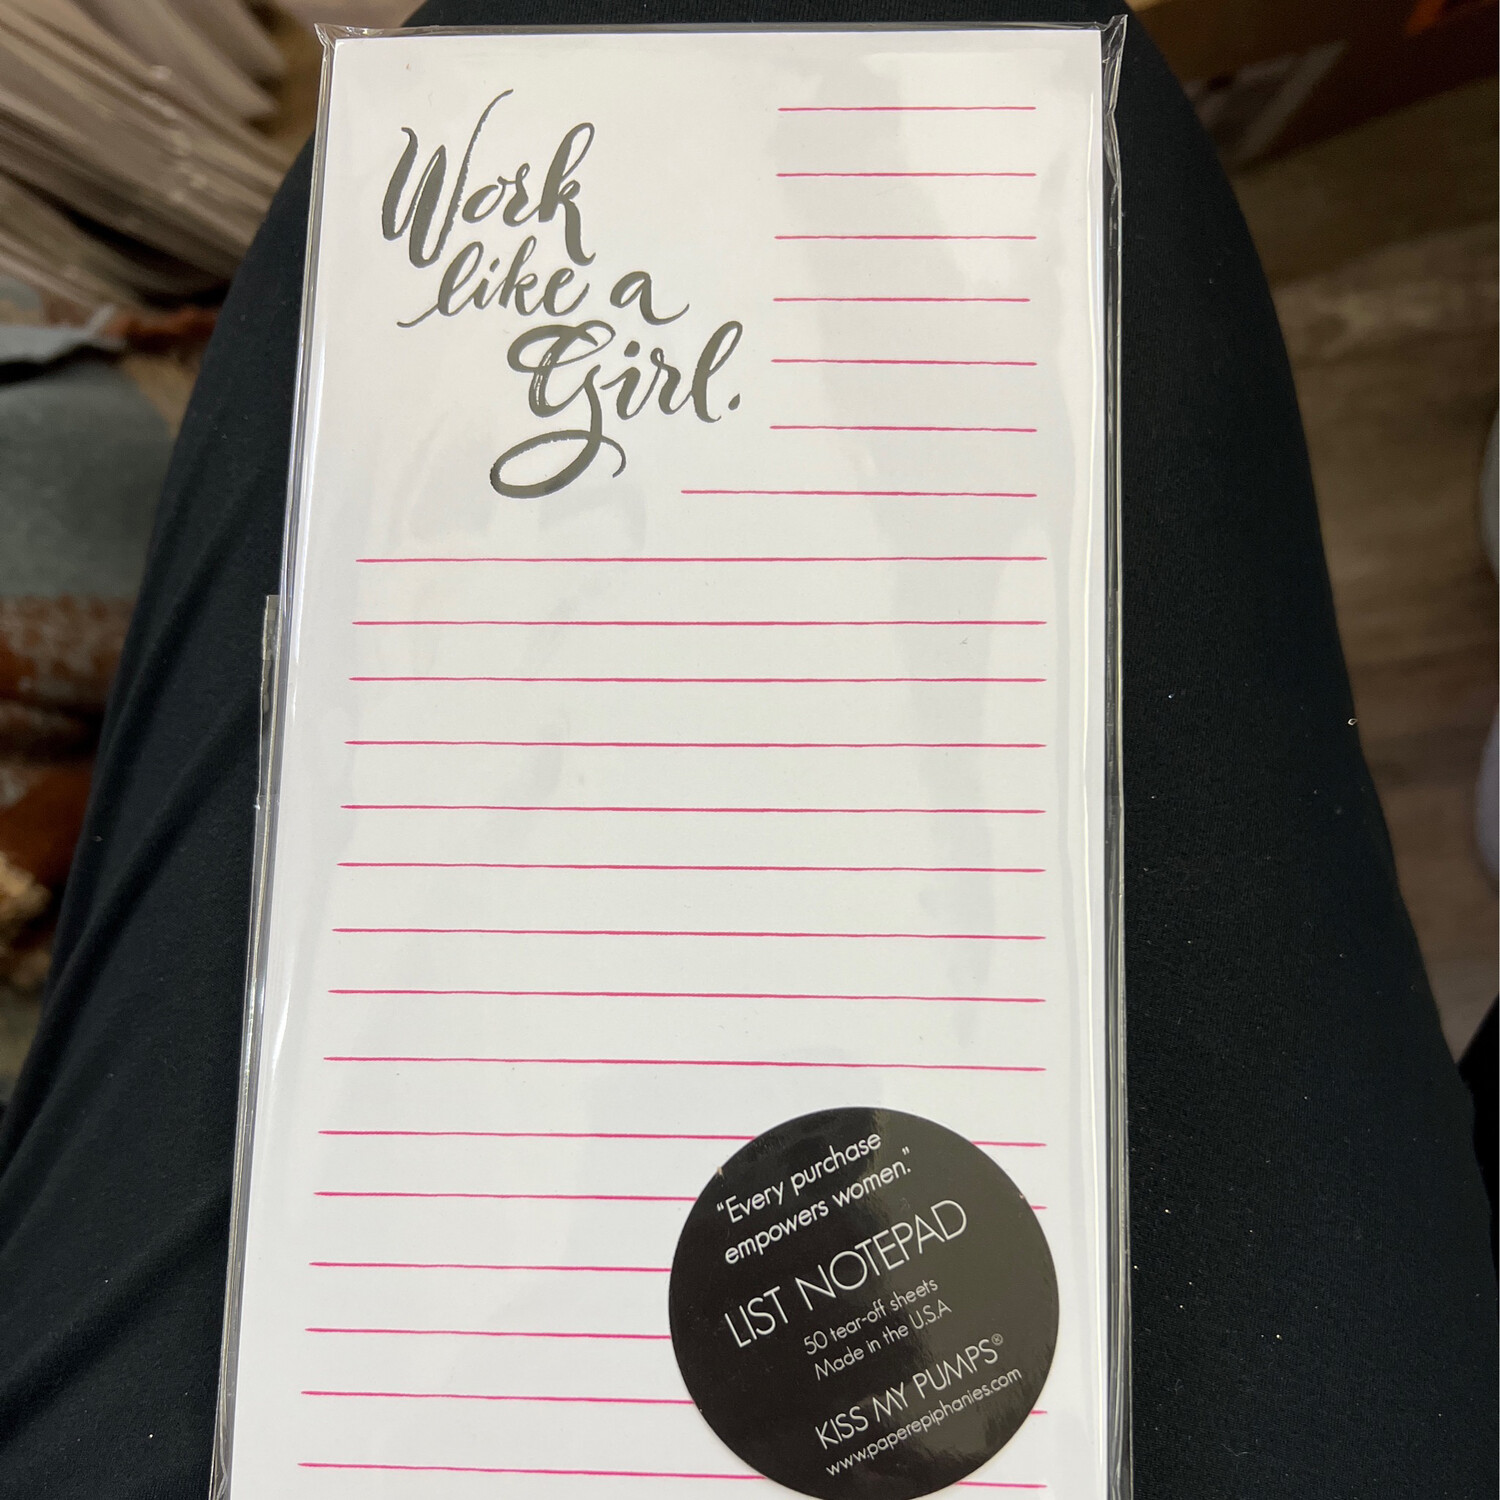 Work
like a
Girl.
“Every purchase
empowers women.”
LIST NOTEPAD
50 tear-off sheets
Made in the U.S.A
KISS MY PUMPS®
www.paperepiphanies.com